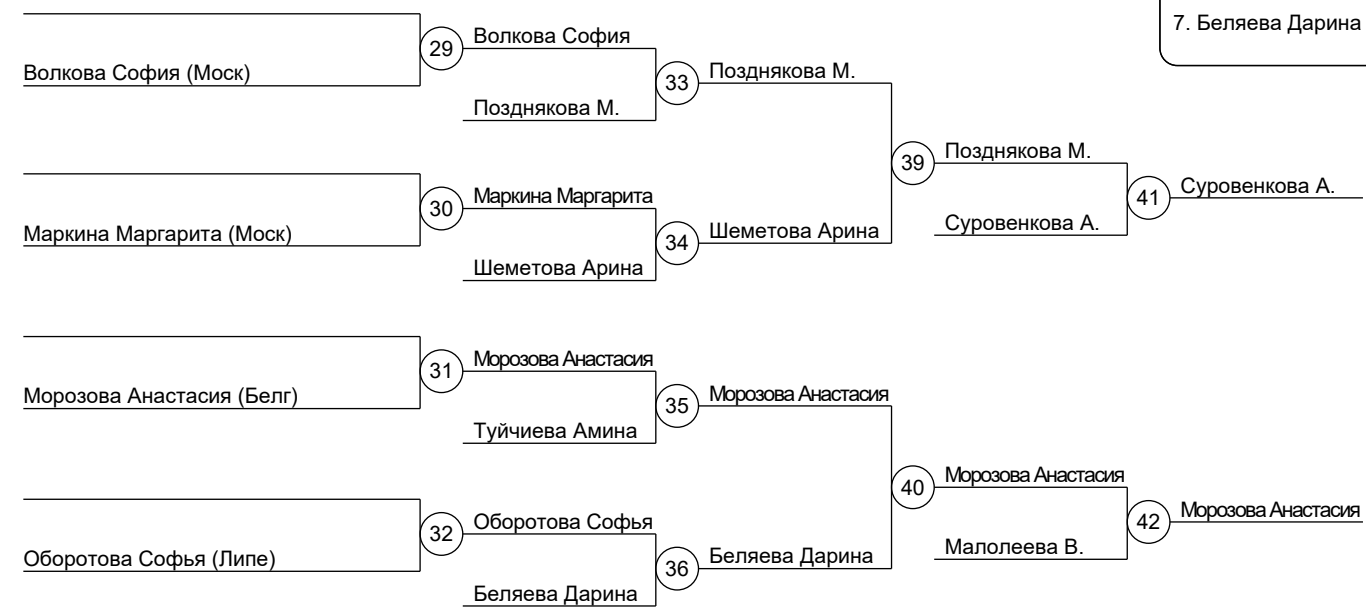 7. Беляева Дарина
29
Волкова София
Волкова София (Моск)
33
Позднякова М.
Позднякова М.
39
Позднякова М.
30
Маркина Маргарита
41
Суровенкова А.
Маркина Маргарита (Моск)
34
Шеметова Арина
Суровенкова А.
Шеметова Арина
31
Морозова Анастасия
Морозова Анастасия (Белг)
35
Морозова Анастасия
Туйчиева Амина
40
Морозова Анастасия
32
Оборотова Софья
42
Морозова Анастасия
Оборотова Софья (Липе)
36
Беляева Дарина
Малолеева В.
Беляева Дарина